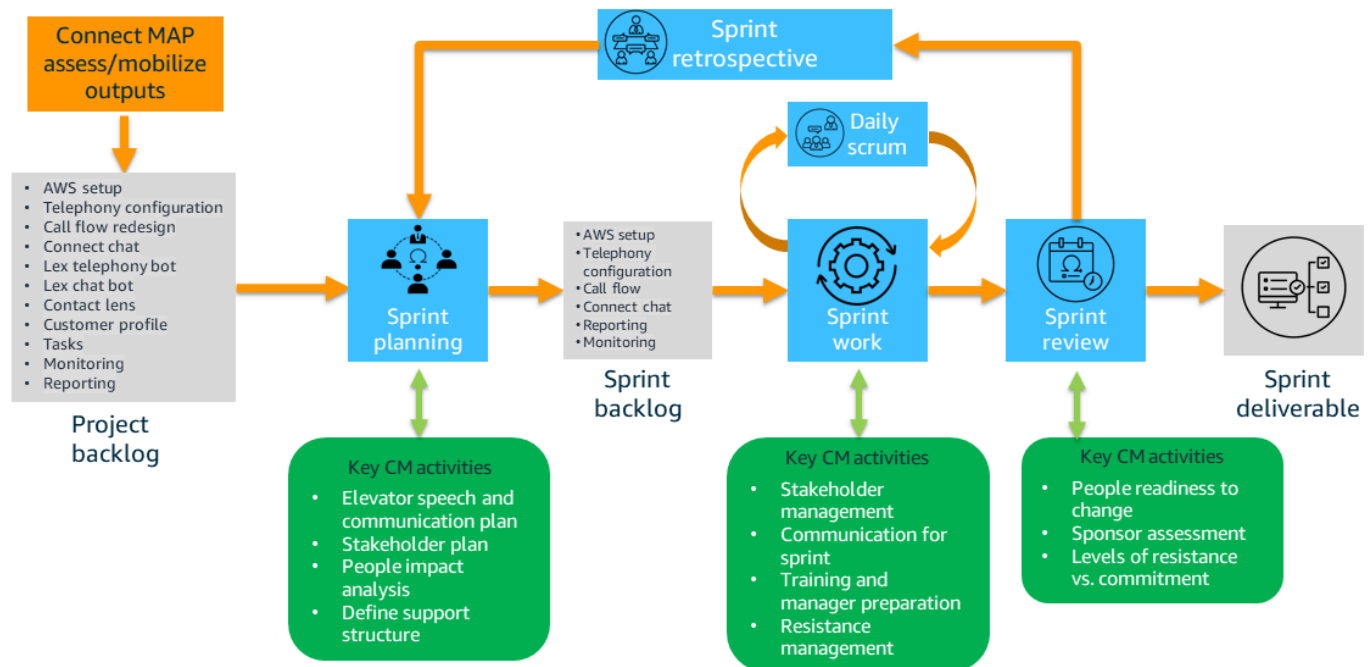 Connect MAP
assess/mobilize
outputs
Sprint
retrospective
Daily
scrum
• AWS setup
• Telephony configuration
• Call flow redesign
• Connect chat
• Lex telephony bot
• Lex chat bot
• Contact lens
• Customer profile
• Tasks
• Monitoring
• Reporting
Project
backlog
Sprint
planning
• AWS setup
• Telephony
configuration
• Call flow
• Connect chat
• Reporting
• Monitoring
Sprint
backlog
Sprint
work
Sprint
review
Sprint
deliverable
Key CM activities
• Elevator speech and
communication plan
• Stakeholder plan
• People impact
analysis
• Define support
structure
Key CM activities
• Stakeholder
management
• Communication for
sprint
• Training and
manager preparation
• Resistance
management
Key CM activities
• People readiness to
change
• Sponsor assessment
• Levels of resistance
vs. commitment